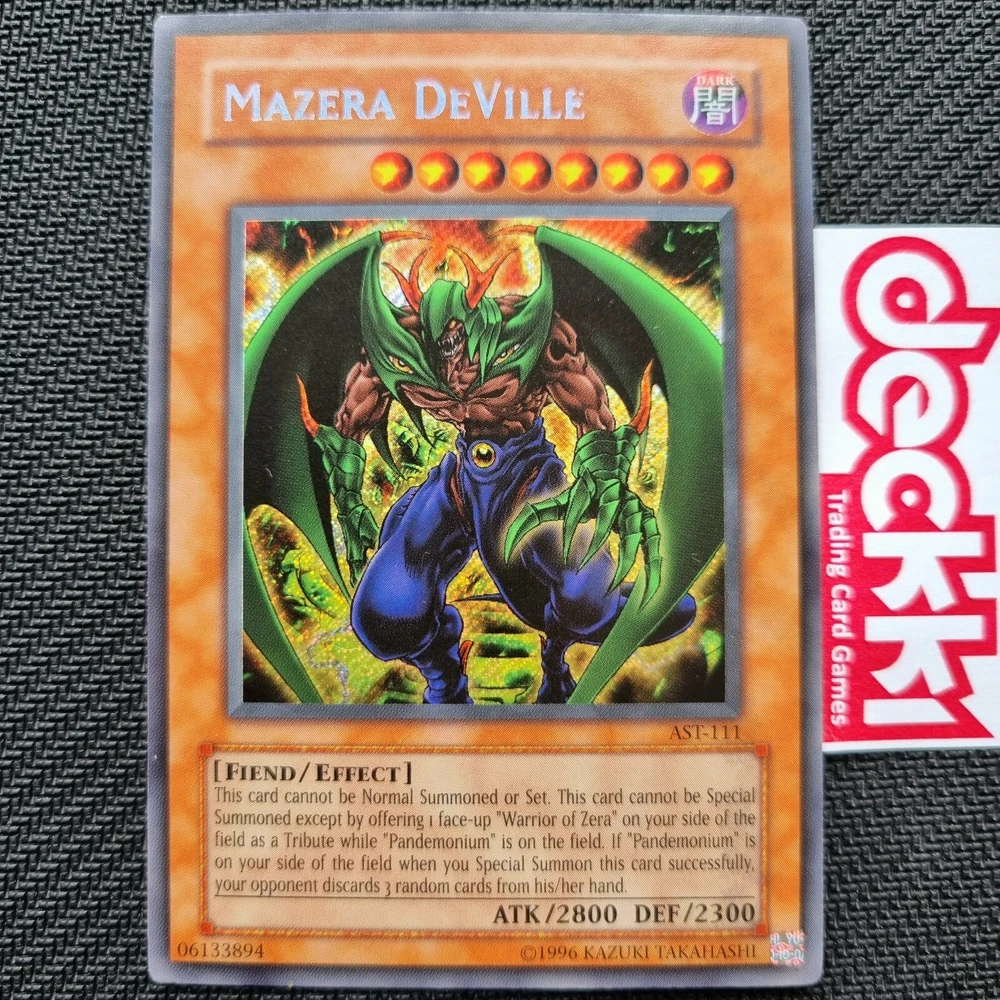 MAZERA DEVILLE
DARK
闇
AST-111
[FIEND/EFFECT]
This card cannot be Normal Summoned or Set. This card cannot be Special
Summoned except by offering 1 face-up "Warrior of Zera" on your side of the
field as a Tribute while "Pandemonium" is on the field. If "Pandemonium" is
on your side of the field when you Special Summon this card successfully,
your opponent discards 3 random cards from his/her hand.
ATK/2800 DEF/2300
06133894
©1996 KAZUKI TAKAHASHI
deckk1
Trading Card Games